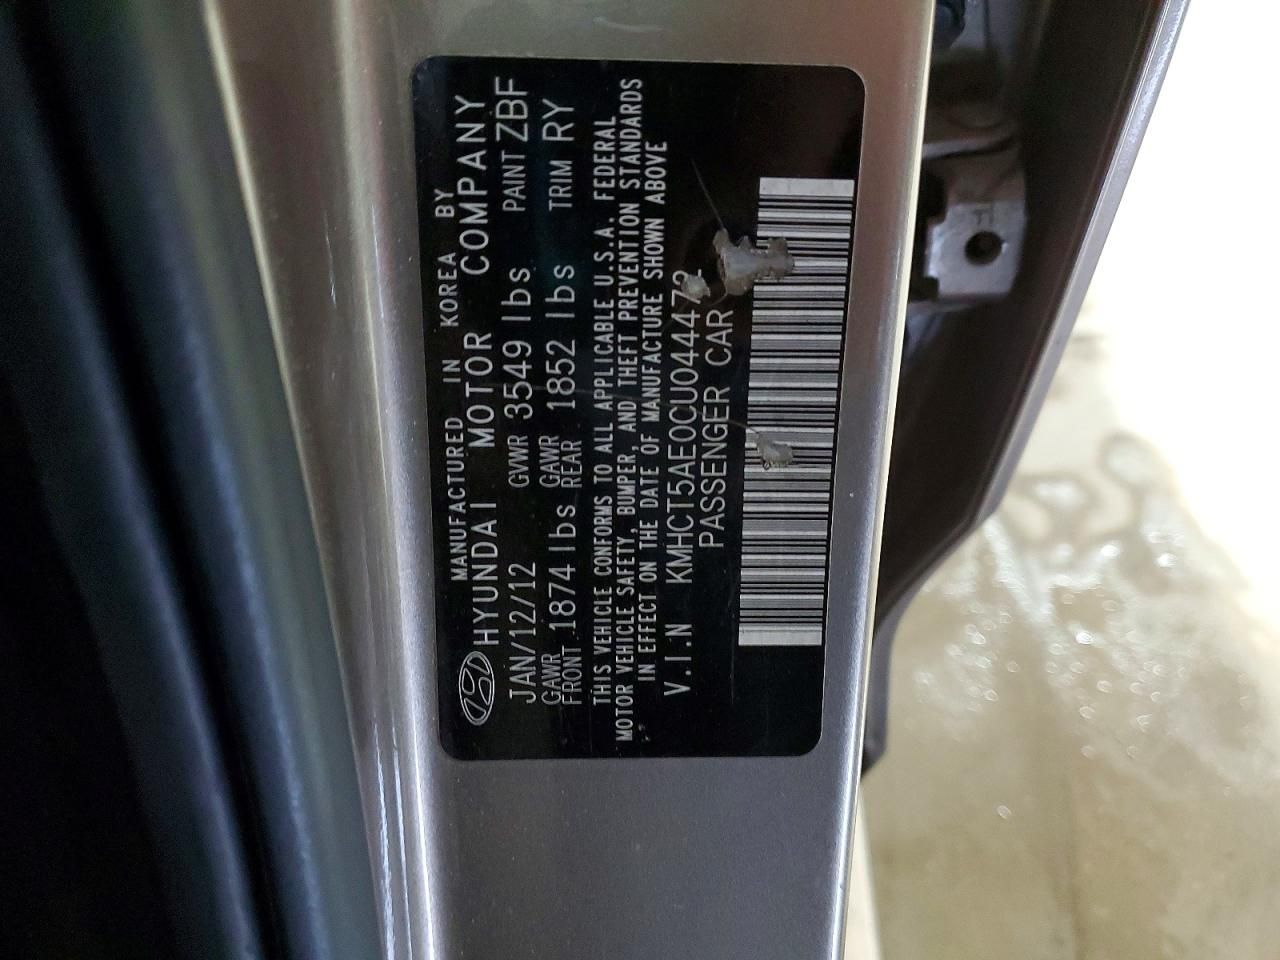 MANUFACTURED IN KOREA BY
HYUNDAI MOTOR COMPANY
JAN/12/12 GVWR 3549 lbs PAINT ZBF
GAWR FRONT 1874 lbs GAWR REAR 1852 lbs TRIM RY
THIS VEHICLE CONFORMS TO ALL APPLICABLE U.S.A. FEDERAL
MOTOR VEHICLE SAFETY, BUMPER, AND THEFT PREVENTION STANDARDS
IN EFFECT ON THE DATE OF MANUFACTURE SHOWN ABOVE
V.I.N KMHCT5AE0CU044472
PASSENGER CAR